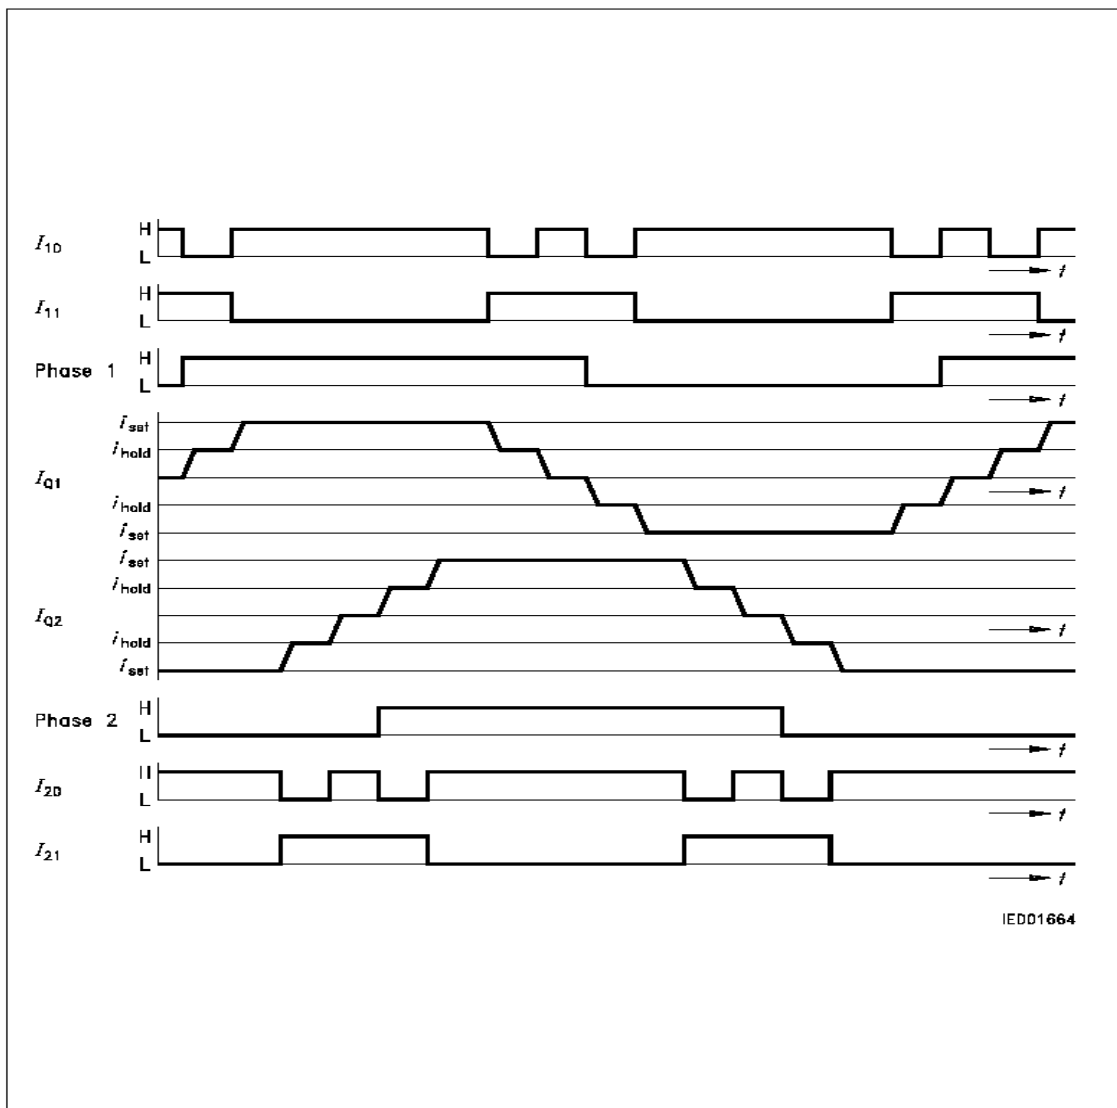 H
I10
L
t
H
I11
L
t
H
Phase 1
L
t
iset
ihold
IQ1
t
ihold
iset
iset
ihold
IQ2
t
ihold
iset
H
Phase 2
L
t
H
I20
L
t
H
I21
L
t
IED01664